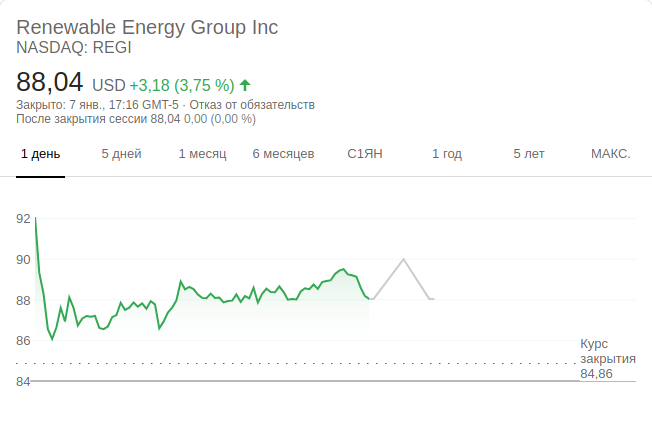 Renewable Energy Group Inc
NASDAQ: REGI
88,04 USD +3,18 (3,75 %)
Закрыто: 7 янв., 17:16 GMT-5 · Отказ от обязательств
После закрытия сессии 88,04 0,00 (0,00 %)
1 день 5 дней 1 месяц 6 месяцев С1ЯН 1 год 5 лет МАКС.
92
90
88
86
84
Курс
закрытия
84,86